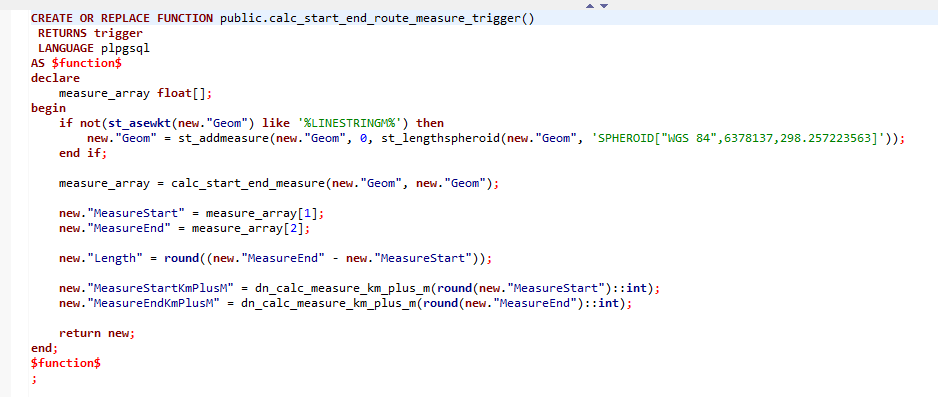 CREATE OR REPLACE FUNCTION public.calc_start_end_route_measure_trigger()
 RETURNS trigger
 LANGUAGE plpgsql
AS $function$
declare
    measure_array float[];
begin
    if not(st_asewkt(new."Geom") like '%LINESTRINGM%') then
        new."Geom" = st_addmeasure(new."Geom", 0, st_lengthspheroid(new."Geom", 'SPHEROID["WGS 84",6378137,298.257223563]'));
    end if;
    measure_array = calc_start_end_measure(new."Geom", new."Geom");
    new."MeasureStart" = measure_array[1];
    new."MeasureEnd" = measure_array[2];
    new."Length" = round((new."MeasureEnd" - new."MeasureStart"));
    new."MeasureStartKmPlusM" = dn_calc_measure_km_plus_m(round(new."MeasureStart")::int);
    new."MeasureEndKmPlusM" = dn_calc_measure_km_plus_m(round(new."MeasureEnd")::int);
    return new;
end;
$function$
;